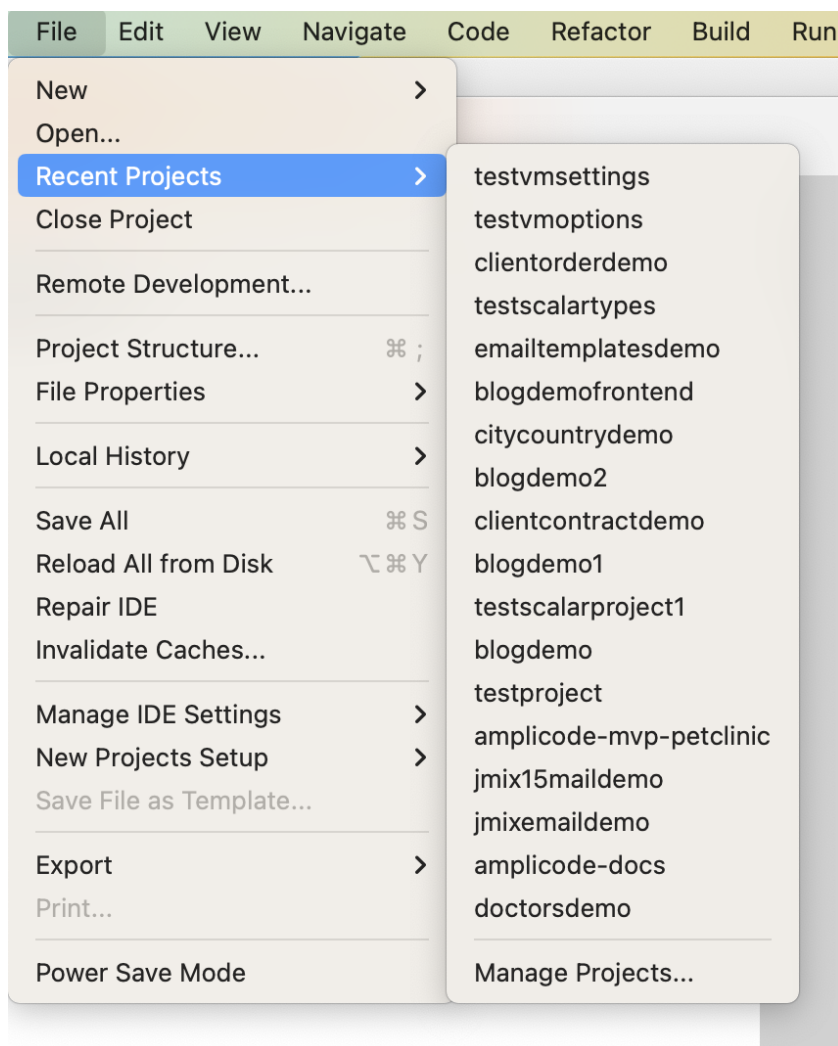 File Edit View Navigate Code Refactor Build Run
New
Open...
Recent Projects
Close Project
Remote Development...
Project Structure... ⌘ ;
File Properties
Local History
Save All ⌘ S
Reload All from Disk ⌥ ⌘ Y
Repair IDE
Invalidate Caches...
Manage IDE Settings
New Projects Setup
Save File as Template...
Export
Print...
Power Save Mode
testvmsettings
testvmoptions
clientorderdemo
testscalartypes
emailtemplatesdemo
blogdemofrontend
citycountrydemo
blogdemo2
clientcontractdemo
blogdemo1
testscalarproject1
blogdemo
testproject
amplicode-mvp-petclinic
jmix15maildemo
jmixemaildemo
amplicode-docs
doctorsdemo
Manage Projects...